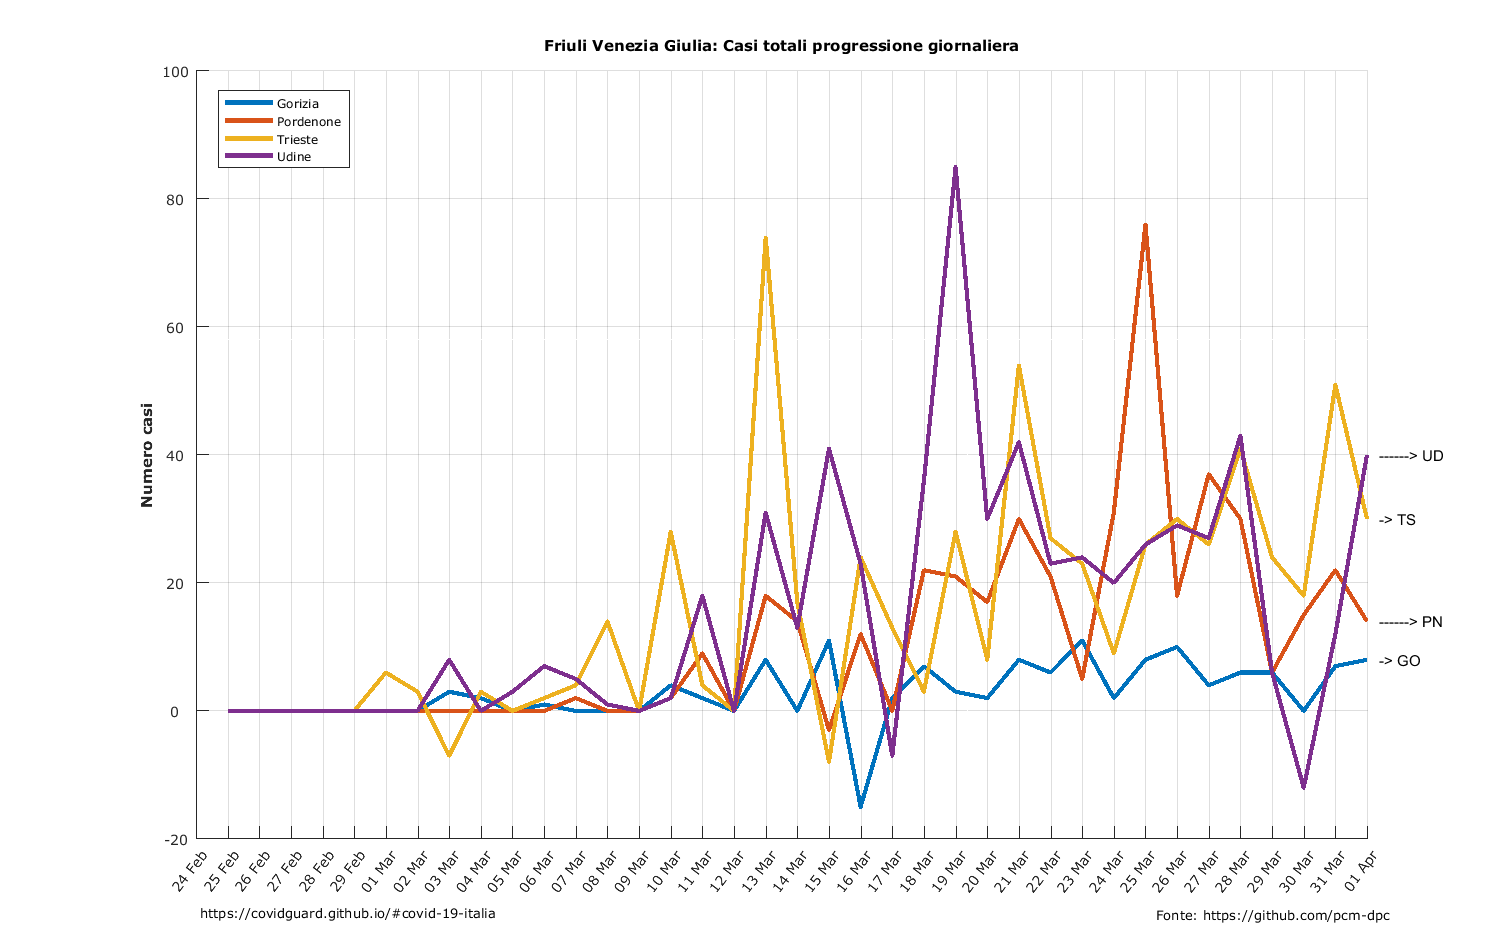 Friuli Venezia Giulia: Casi totali progressione giornaliera
100
80
60
40
20
0
-20
Numero casi
Gorizia
Pordenone
Trieste
Udine
------> UD
-> TS
------> PN
-> GO
24 Feb
25 Feb
26 Feb
27 Feb
28 Feb
29 Feb
01 Mar
02 Mar
03 Mar
04 Mar
05 Mar
06 Mar
07 Mar
08 Mar
09 Mar
10 Mar
11 Mar
12 Mar
13 Mar
14 Mar
15 Mar
16 Mar
17 Mar
18 Mar
19 Mar
20 Mar
21 Mar
22 Mar
23 Mar
24 Mar
25 Mar
26 Mar
27 Mar
28 Mar
29 Mar
30 Mar
31 Mar
01 Apr
https://covidguard.github.io/#covid-19-italia
Fonte: https://github.com/pcm-dpc